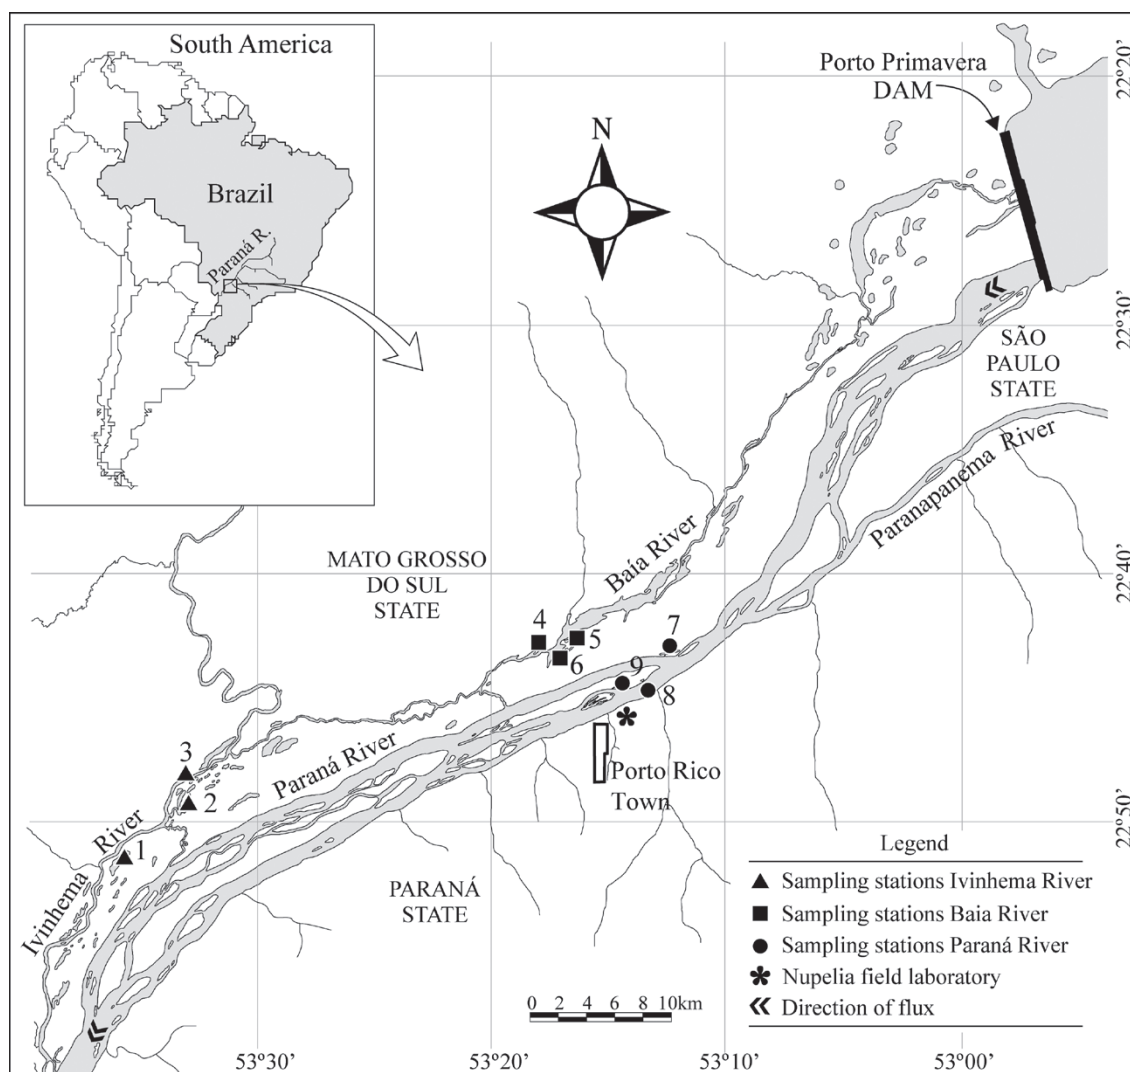 South America
Brazil
Paraná R.
N
Porto Primavera
DAM
22°20'
22°30'
22°40'
22°50'
SÃO
PAULO
STATE
Paranapanema River
Baía River
MATO GROSSO
DO SUL
STATE
4
5
6
7
9
8
3
2
1
Paraná River
Ivinhema River
Porto Rico
Town
PARANÁ
STATE
Legend
Sampling stations Ivinhema River
Sampling stations Baia River
Sampling stations Paraná River
Nupelia field laboratory
Direction of flux
0 2 4 6 8 10km
53°30' 53°20' 53°10' 53°00'